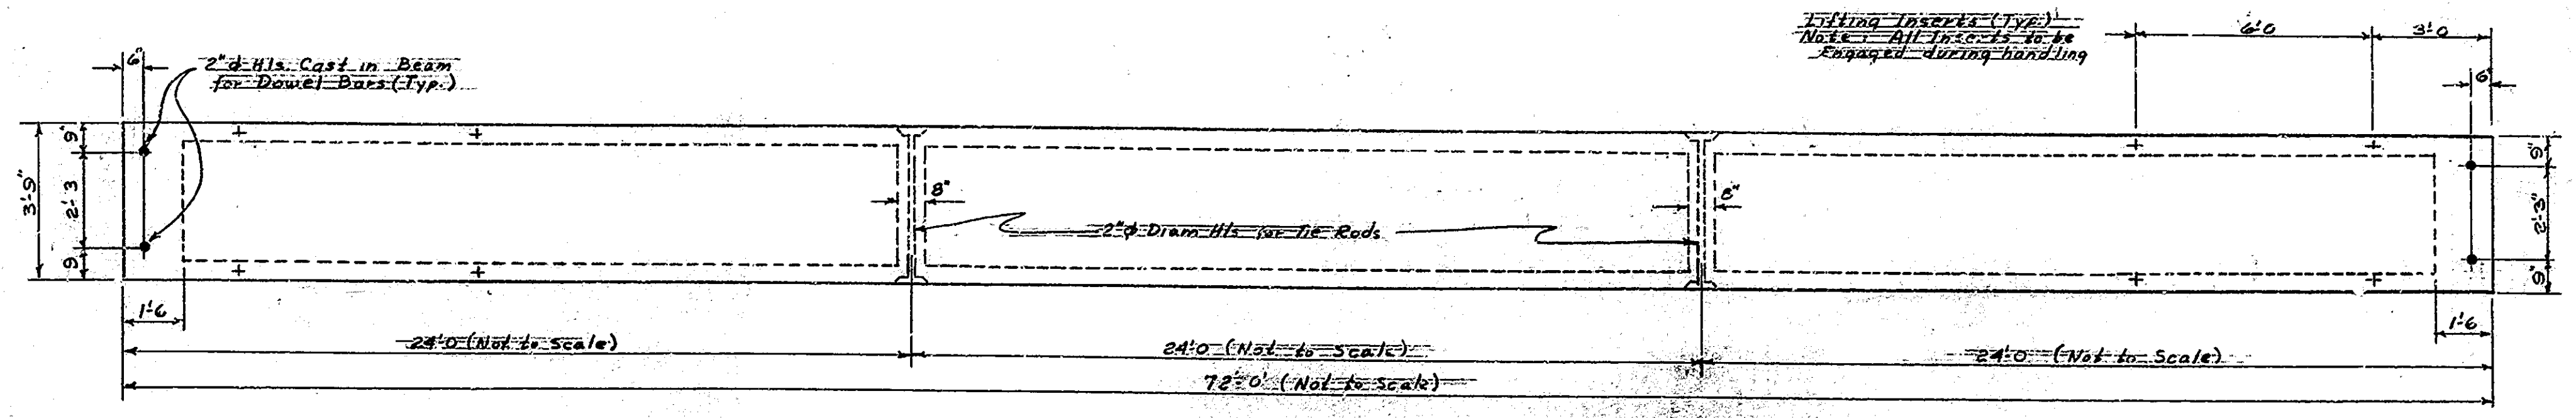 Lifting Inserts (Typ.)
Note: All Inserts to be
Engaged during handling
6'-0
3'-0
6"
2"φ Hls. Cast in Beam
for Dowel Bars (Typ.)
6"
9"
2'-3
9
3'-9"
8"
2"φ Diam Hls for Tie Rods
8"
9"
2'-3"
9"
1'-6
1'-6
24'-0 (Not to Scale)
24'-0 (Not to Scale)
24'-0 (Not to Scale)
72'-0' (Not to Scale)